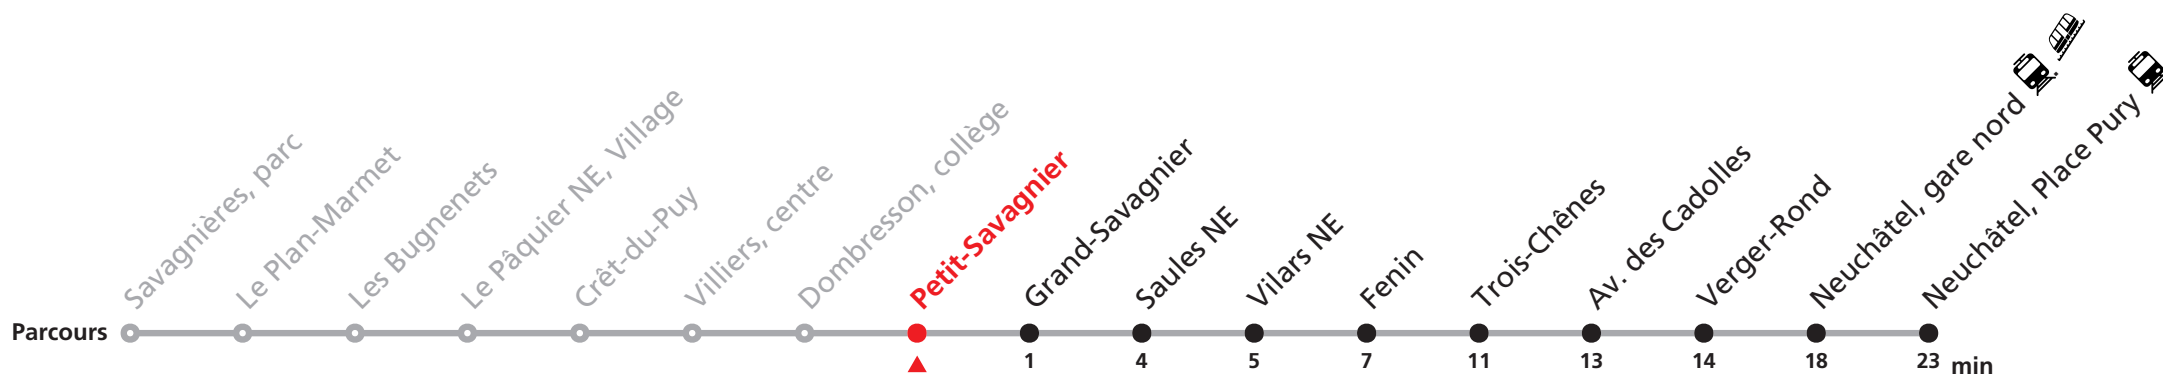 Savagnières, parc
Le Plan-Marmet
Les Bugnenets
Le Pâquier NE, Village
Crêt-du-Puy
Villiers, centre
Dombresson, collège
Petit-Savagnier
Grand-Savagnier
Saules NE
Vilars NE
Fenin
Trois-Chênes
Av. des Cadolles
Verger-Rond
Neuchâtel, gare nord
Neuchâtel, Place Pury
Parcours
1 4 5 7 11 13 14 18 23 min